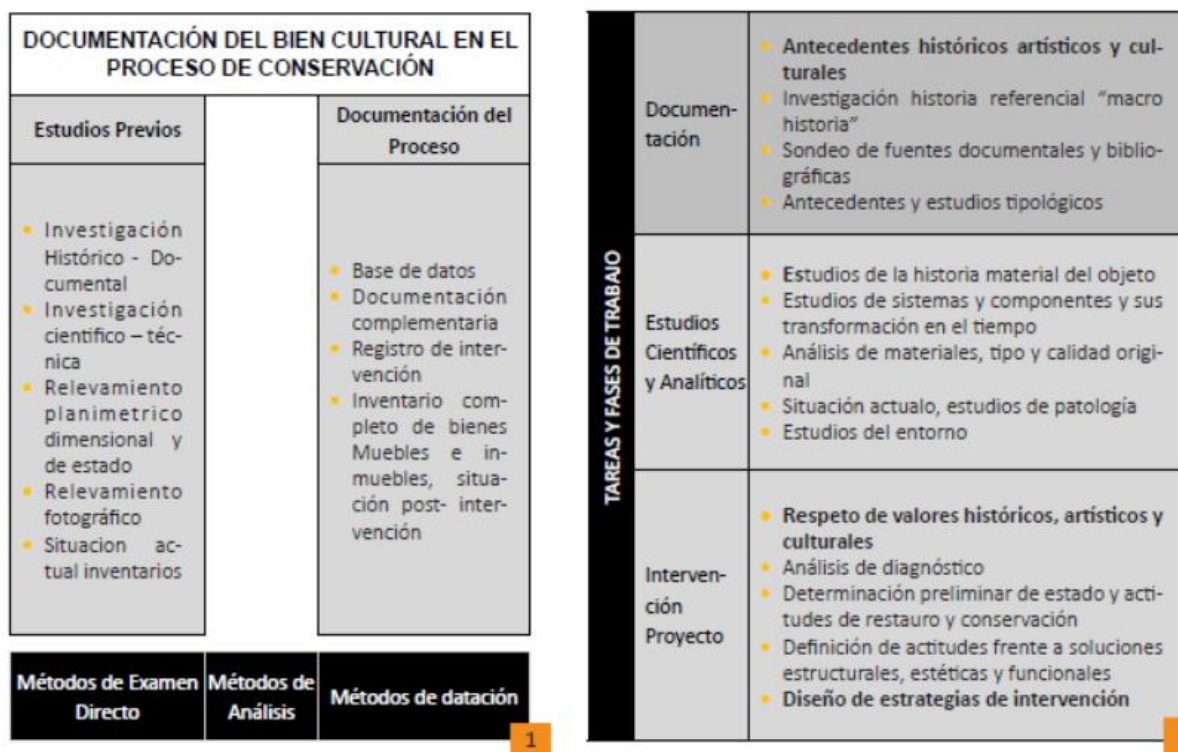 DOCUMENTACIÓN DEL BIEN CULTURAL EN EL
PROCESO DE CONSERVACIÓN
Estudios Previos
• Investigación
Histórico - Do-
cumental
• Investigación
científico – téc-
nica
• Relevamiento
planimetrico
dimensional y
de estado
• Relevamiento
fotográfico
• Situacion ac-
tual inventarios
Documentación del
Proceso
• Base de datos
• Documentación
complementaria
• Registro de inter-
vención
• Inventario com-
pleto de bienes
Muebles e in-
muebles, situa-
ción post- inter-
vención
Métodos de Examen
Directo
Métodos de
Análisis
Métodos de datación
1
TAREAS Y FASES DE TRABAJO
Documen-
tación
• Antecedentes históricos artísticos y cul-
turales
• Investigación historia referencial “macro
historia”
• Sondeo de fuentes documentales y biblio-
gráficas
• Antecedentes y estudios tipológicos
Estudios
Científicos
y Analíticos
• Estudios de la historia material del objeto
• Estudios de sistemas y componentes y sus
transformación en el tiempo
• Análisis de materiales, tipo y calidad origi-
nal
• Situación actualo, estudios de patología
• Estudios del entorno
Interven-
ción
Proyecto
• Respeto de valores históricos, artísticos y
culturales
• Análisis de diagnóstico
• Determinación preliminar de estado y acti-
tudes de restauro y conservación
• Definición de actitudes frente a soluciones
estructurales, estéticas y funcionales
• Diseño de estrategias de intervención